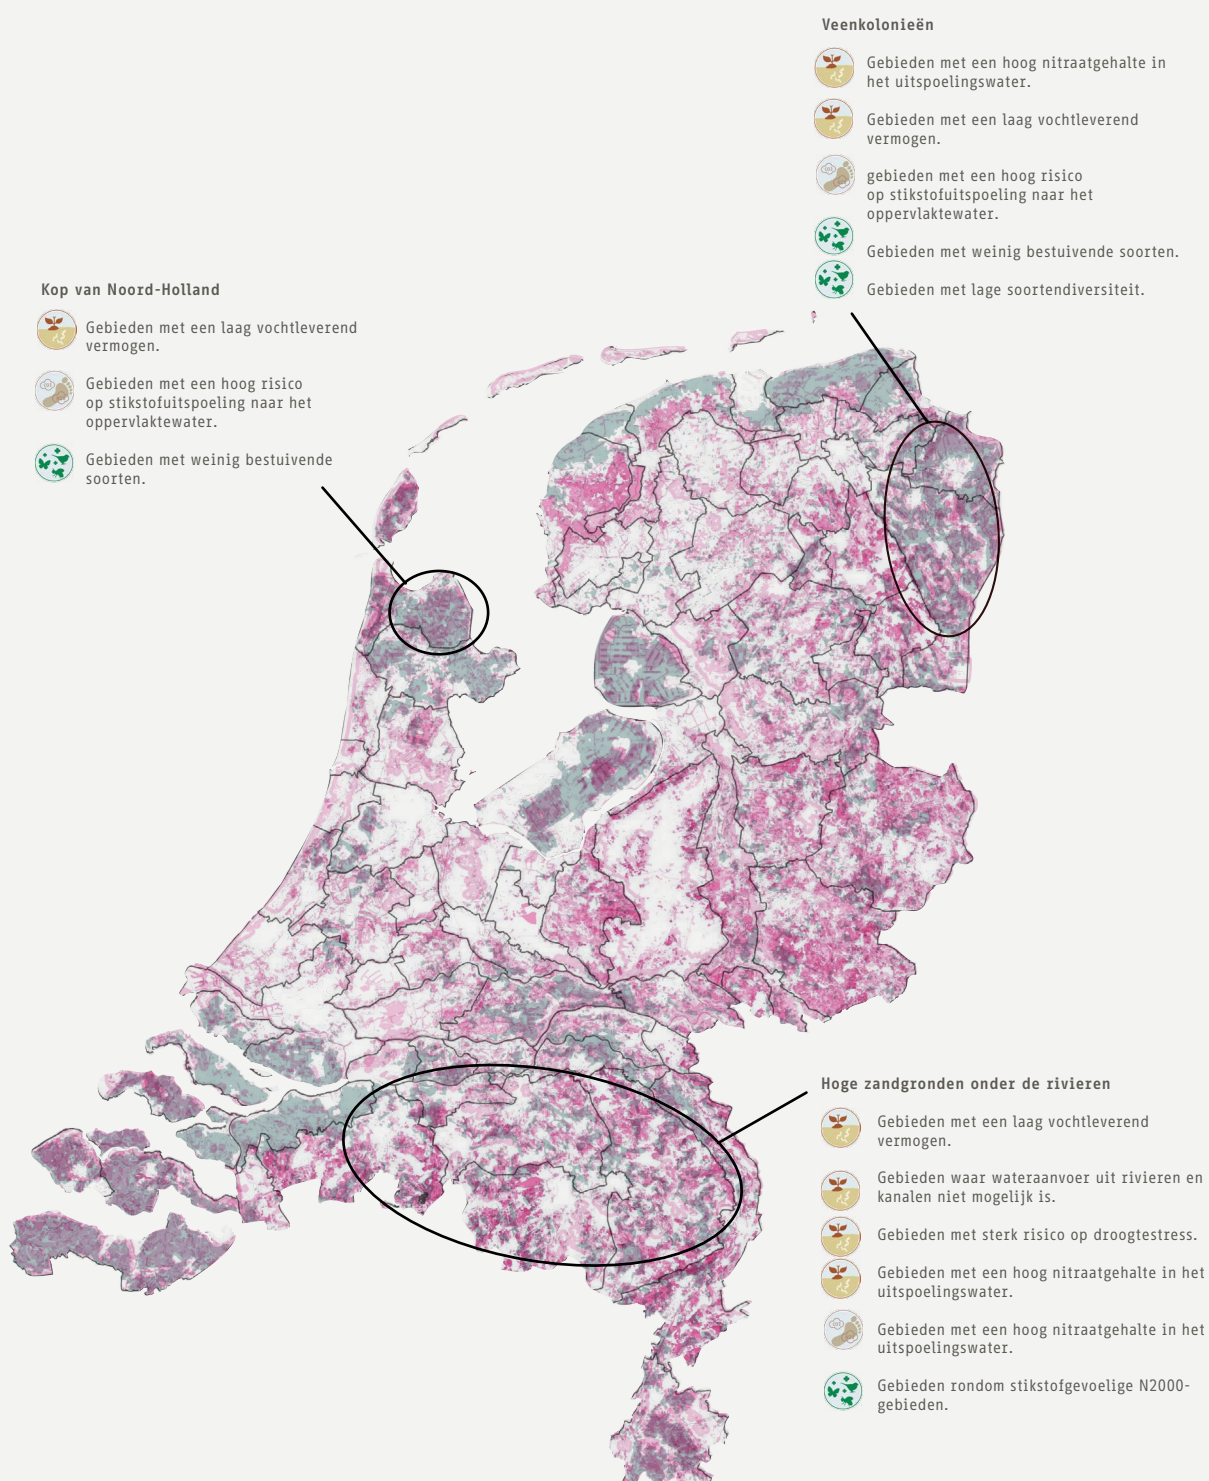 Veenkolonieën
Gebieden met een hoog nitraatgehalte in
het uitspoelingswater.
Gebieden met een laag vochtleverend
vermogen.
gebieden met een hoog risico
op stikstofuitspoeling naar het
oppervlaktewater.
Gebieden met weinig bestuivende soorten.
Gebieden met lage soortendiversiteit.
Kop van Noord-Holland
Gebieden met een laag vochtleverend
vermogen.
Gebieden met een hoog risico
op stikstofuitspoeling naar het
oppervlaktewater.
Gebieden met weinig bestuivende
soorten.
Hoge zandgronden onder de rivieren
Gebieden met een laag vochtleverend
vermogen.
Gebieden waar wateraanvoer uit rivieren en
kanalen niet mogelijk is.
Gebieden met sterk risico op droogtestress.
Gebieden met een hoog nitraatgehalte in het
uitspoelingswater.
Gebieden met een hoog nitraatgehalte in het
uitspoelingswater.
Gebieden rondom stikstofgevoelige N2000-
gebieden.